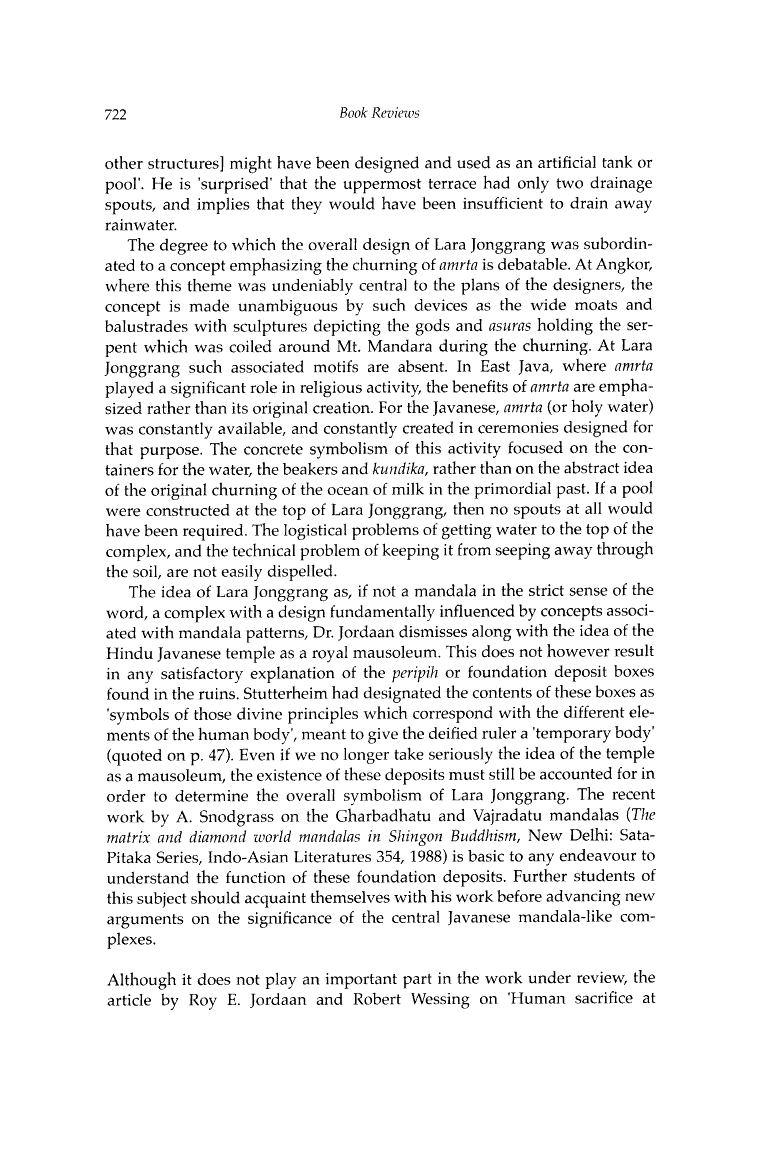 722 Book Reviews
other structures] might have been designed and used as an artificial tank or
pool'. He is 'surprised' that the uppermost terrace had only two drainage
spouts, and implies that they would have been insufficient to drain away
rainwater.
The degree to which the overall design of Lara Jonggrang was subordin-
ated to a concept emphasizing the churning of amrta is debatable. At Angkor,
where this theme was undeniably central to the plans of the designers, the
concept is made unambiguous by such devices as the wide moats and
balustrades with sculptures depicting the gods and asuras holding the ser-
pent which was coiled around Mt. Mandara during the churning. At Lara
Jonggrang such associated motifs are absent. In East Java, where amrta
played a significant role in religious activity, the benefits of amrta are empha-
sized rather than its original creation. For the Javanese, amrta (or holy water)
was constantly available, and constantly created in ceremonies designed for
that purpose. The concrete symbolism of this activity focused on the con-
tainers for the water, the beakers and kundika, rather than on the abstract idea
of the original churning of the ocean of milk in the primordial past. If a pool
were constructed at the top of Lara Jonggrang, then no spouts at all would
have been required. The logistical problems of getting water to the top of the
complex, and the technical problem of keeping it from seeping away through
the soil, are not easily dispelled.
The idea of Lara Jonggrang as, if not a mandala in the strict sense of the
word, a complex with a design fundamentally influenced by concepts associ-
ated with mandala patterns, Dr. Jordaan dismisses along with the idea of the
Hindu Javanese temple as a royal mausoleum. This does not however result
in any satisfactory explanation of the peripih or foundation deposit boxes
found in the ruins. Stutterheim had designated the contents of these boxes as
'symbols of those divine principles which correspond with the different ele-
ments of the human body', meant to give the deified ruler a 'temporary body'
(quoted on p. 47). Even if we no longer take seriously the idea of the temple
as a mausoleum, the existence of these deposits must still be accounted for in
order to determine the overall symbolism of Lara Jonggrang. The recent
work by A. Snodgrass on the Gharbadhatu and Vajradatu mandalas (The
matrix and diamond world mandalas in Shingon Buddhism, New Delhi: Sata-
Pitaka Series, Indo-Asian Literatures 354, 1988) is basic to any endeavour to
understand the function of these foundation deposits. Further students of
this subject should acquaint themselves with his work before advancing new
arguments on the significance of the central Javanese mandala-like com-
plexes.
Although it does not play an important part in the work under review, the
article by Roy E. Jordaan and Robert Wessing on 'Human sacrifice at